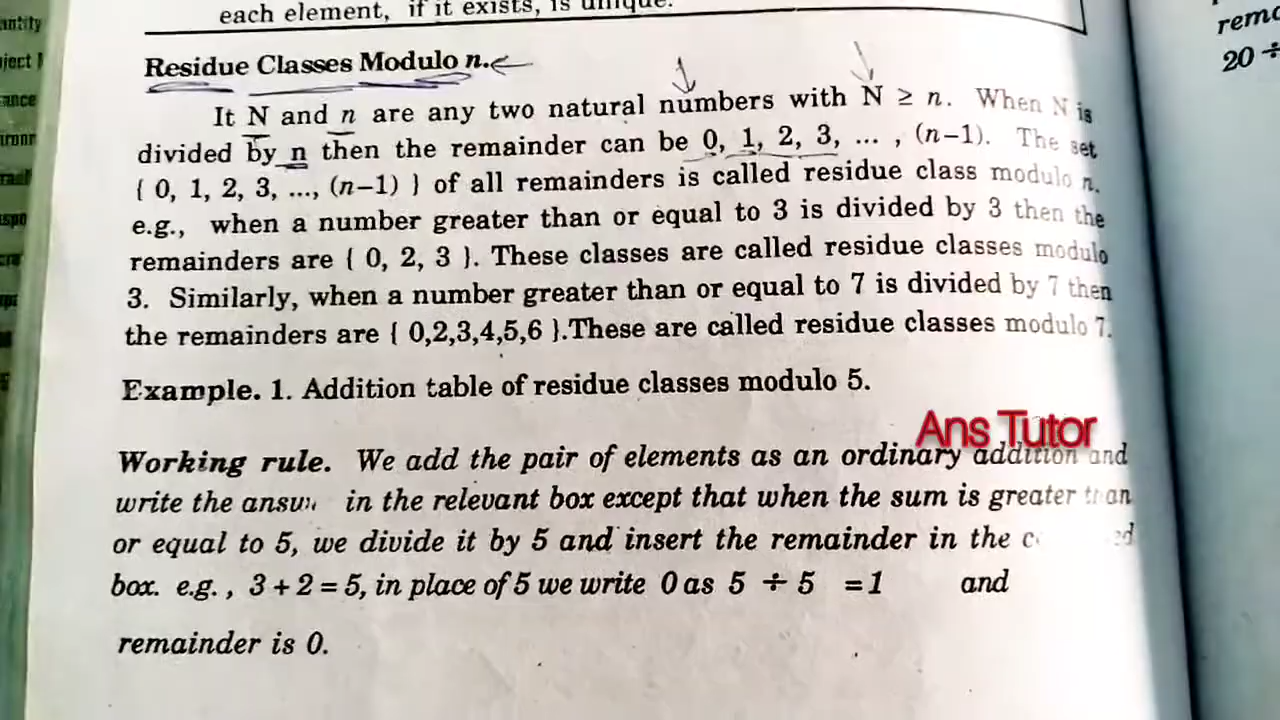 each element, if it exists, is unique.
Residue Classes Modulo n.
It N and n are any two natural numbers with N ≥ n. When N is
divided by n then the remainder can be 0, 1, 2, 3, ... , (n–1). The set
{ 0, 1, 2, 3, ..., (n–1) } of all remainders is called residue class modulo n.
e.g., when a number greater than or equal to 3 is divided by 3 then the
remainders are { 0, 2, 3 }. These classes are called residue classes modulo
3. Similarly, when a number greater than or equal to 7 is divided by 7 then
the remainders are { 0,2,3,4,5,6 }.These are called residue classes modulo 7.
Example. 1. Addition table of residue classes modulo 5.
Ans Tutor
Working rule. We add the pair of elements as an ordinary addition and
write the in the relevant box except that when the sum is greater than
or equal to 5, we divide it by 5 and insert the remainder in the
box. e.g., 3 + 2 = 5, in place of 5 we write 0 as 5 ÷ 5 = 1 and
remainder is 0.
20 ÷